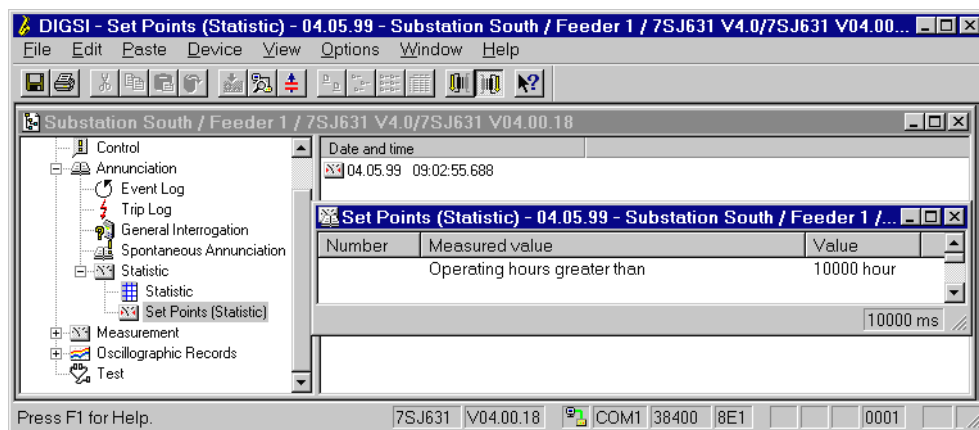 DIGSI - Set Points (Statistic) - 04.05.99 - Substation South / Feeder 1 / 7SJ631 V4.0/7SJ631 V04.00...
File Edit Paste Device View Options Window Help
Substation South / Feeder 1 / 7SJ631 V4.0/7SJ631 V04.00.18
Control
Annunciation
Event Log
Trip Log
General Interrogation
Spontaneous Annunciation
Statistic
Statistic
Set Points (Statistic)
Measurement
Oscillographic Records
Test
Date and time
04.05.99 09:02:55.688
Set Points (Statistic) - 04.05.99 - Substation South / Feeder 1 /...
Number Measured value Value
Operating hours greater than 10000 hour
10000 ms
Press F1 for Help. 7SJ631 V04.00.18 COM1 38400 8E1 0001